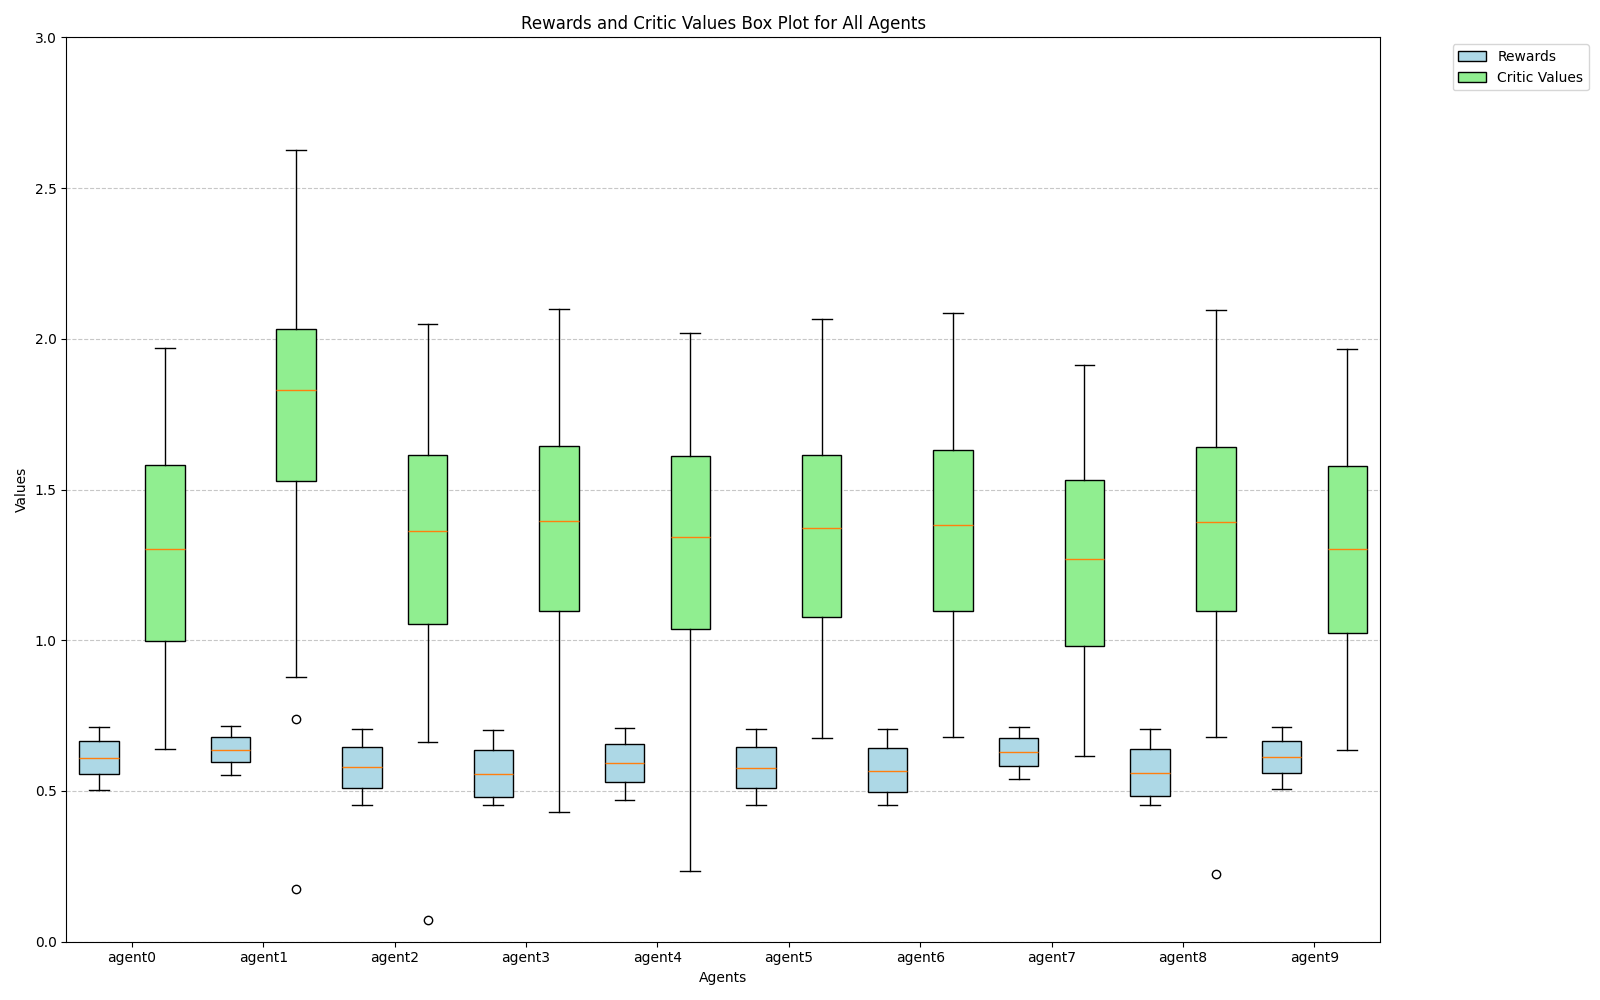 Rewards and Critic Values Box Plot for All Agents
Rewards
Critic Values
Values
3.0
2.5
2.0
1.5
1.0
0.5
0.0
agent0 agent1 agent2 agent3 agent4 agent5 agent6 agent7 agent8 agent9
Agents